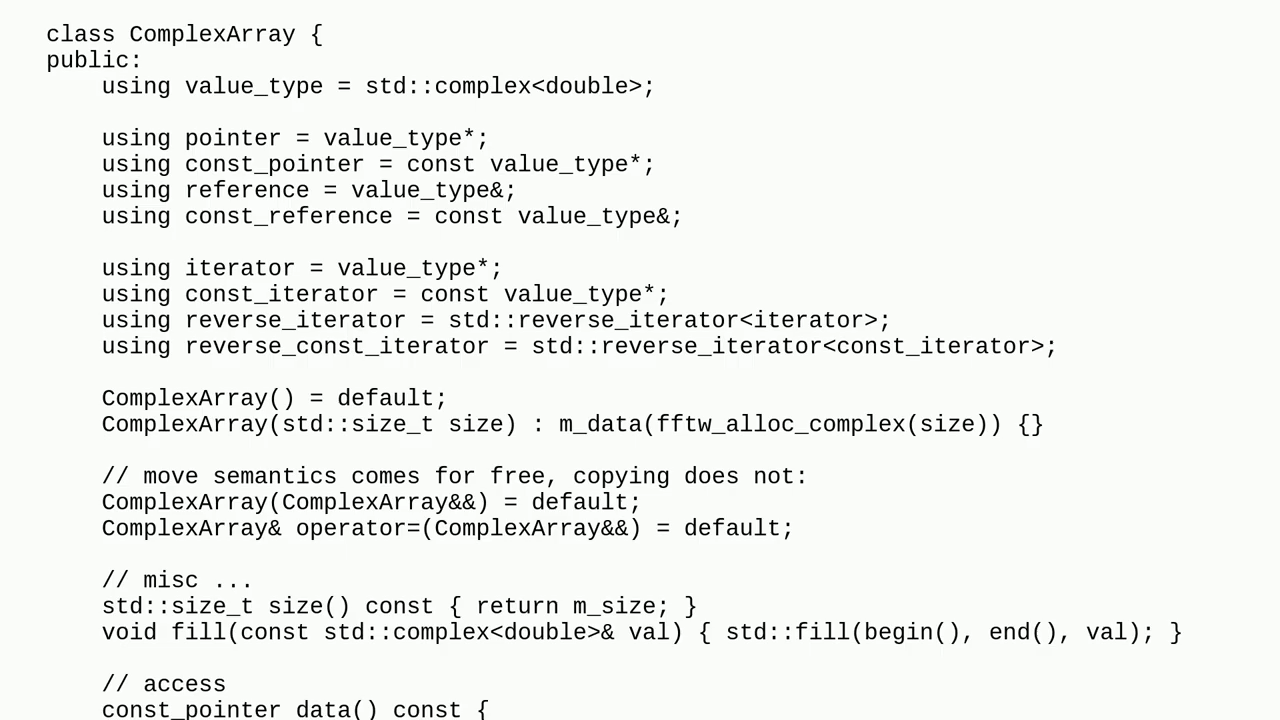 class ComplexArray {
public:
    using value_type = std::complex<double>;

    using pointer = value_type*;
    using const_pointer = const value_type*;
    using reference = value_type&;
    using const_reference = const value_type&;

    using iterator = value_type*;
    using const_iterator = const value_type*;
    using reverse_iterator = std::reverse_iterator<iterator>;
    using reverse_const_iterator = std::reverse_iterator<const_iterator>;

    ComplexArray() = default;
    ComplexArray(std::size_t size) : m_data(fftw_alloc_complex(size)) {}

    // move semantics comes for free, copying does not:
    ComplexArray(ComplexArray&&) = default;
    ComplexArray& operator=(ComplexArray&&) = default;

    // misc ...
    std::size_t size() const { return m_size; }
    void fill(const std::complex<double>& val) { std::fill(begin(), end(), val); }

    // access
    const_pointer data() const {